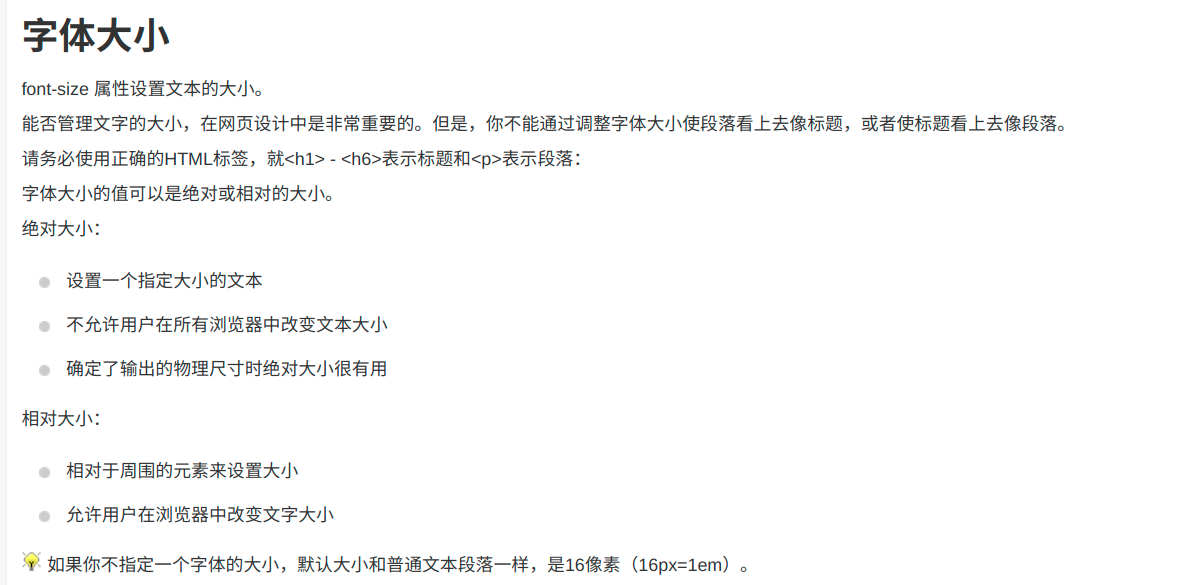 字体大小
font-size 属性设置文本的大小。
能否管理文字的大小，在网页设计中是非常重要的。但是，你不能通过调整字体大小使段落看上去像标题，或者使标题看上去像段落。
请务必使用正确的HTML标签，就<h1> - <h6>表示标题和<p>表示段落：
字体大小的值可以是绝对或相对的大小。
绝对大小：
设置一个指定大小的文本
不允许用户在所有浏览器中改变文本大小
确定了输出的物理尺寸时绝对大小很有用
相对大小：
相对于周围的元素来设置大小
允许用户在浏览器中改变文字大小
如果你不指定一个字体的大小，默认大小和普通文本段落一样，是16像素（16px=1em）。